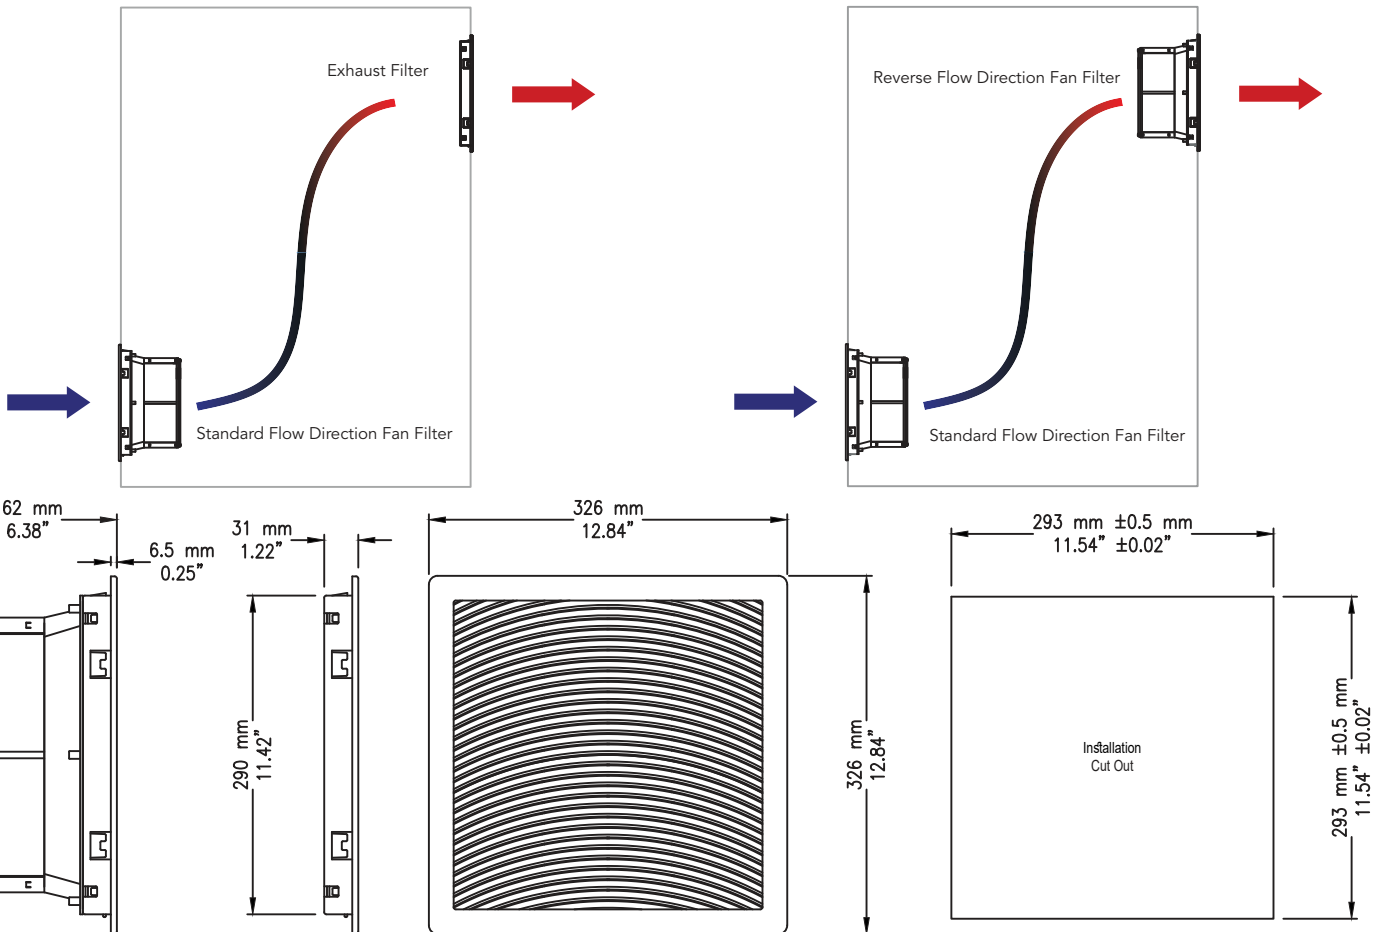 Exhaust Filter
Standard Flow Direction Fan Filter
Reverse Flow Direction Fan Filter
Standard Flow Direction Fan Filter
62 mm
6.38”
6.5 mm
0.25”
31 mm
1.22”
290 mm
11.42”
326 mm
12.84”
326 mm
12.84”
293 mm ±0.5 mm
11.54” ±0.02”
Installation
Cut Out
293 mm ±0.5 mm
11.54” ±0.02”